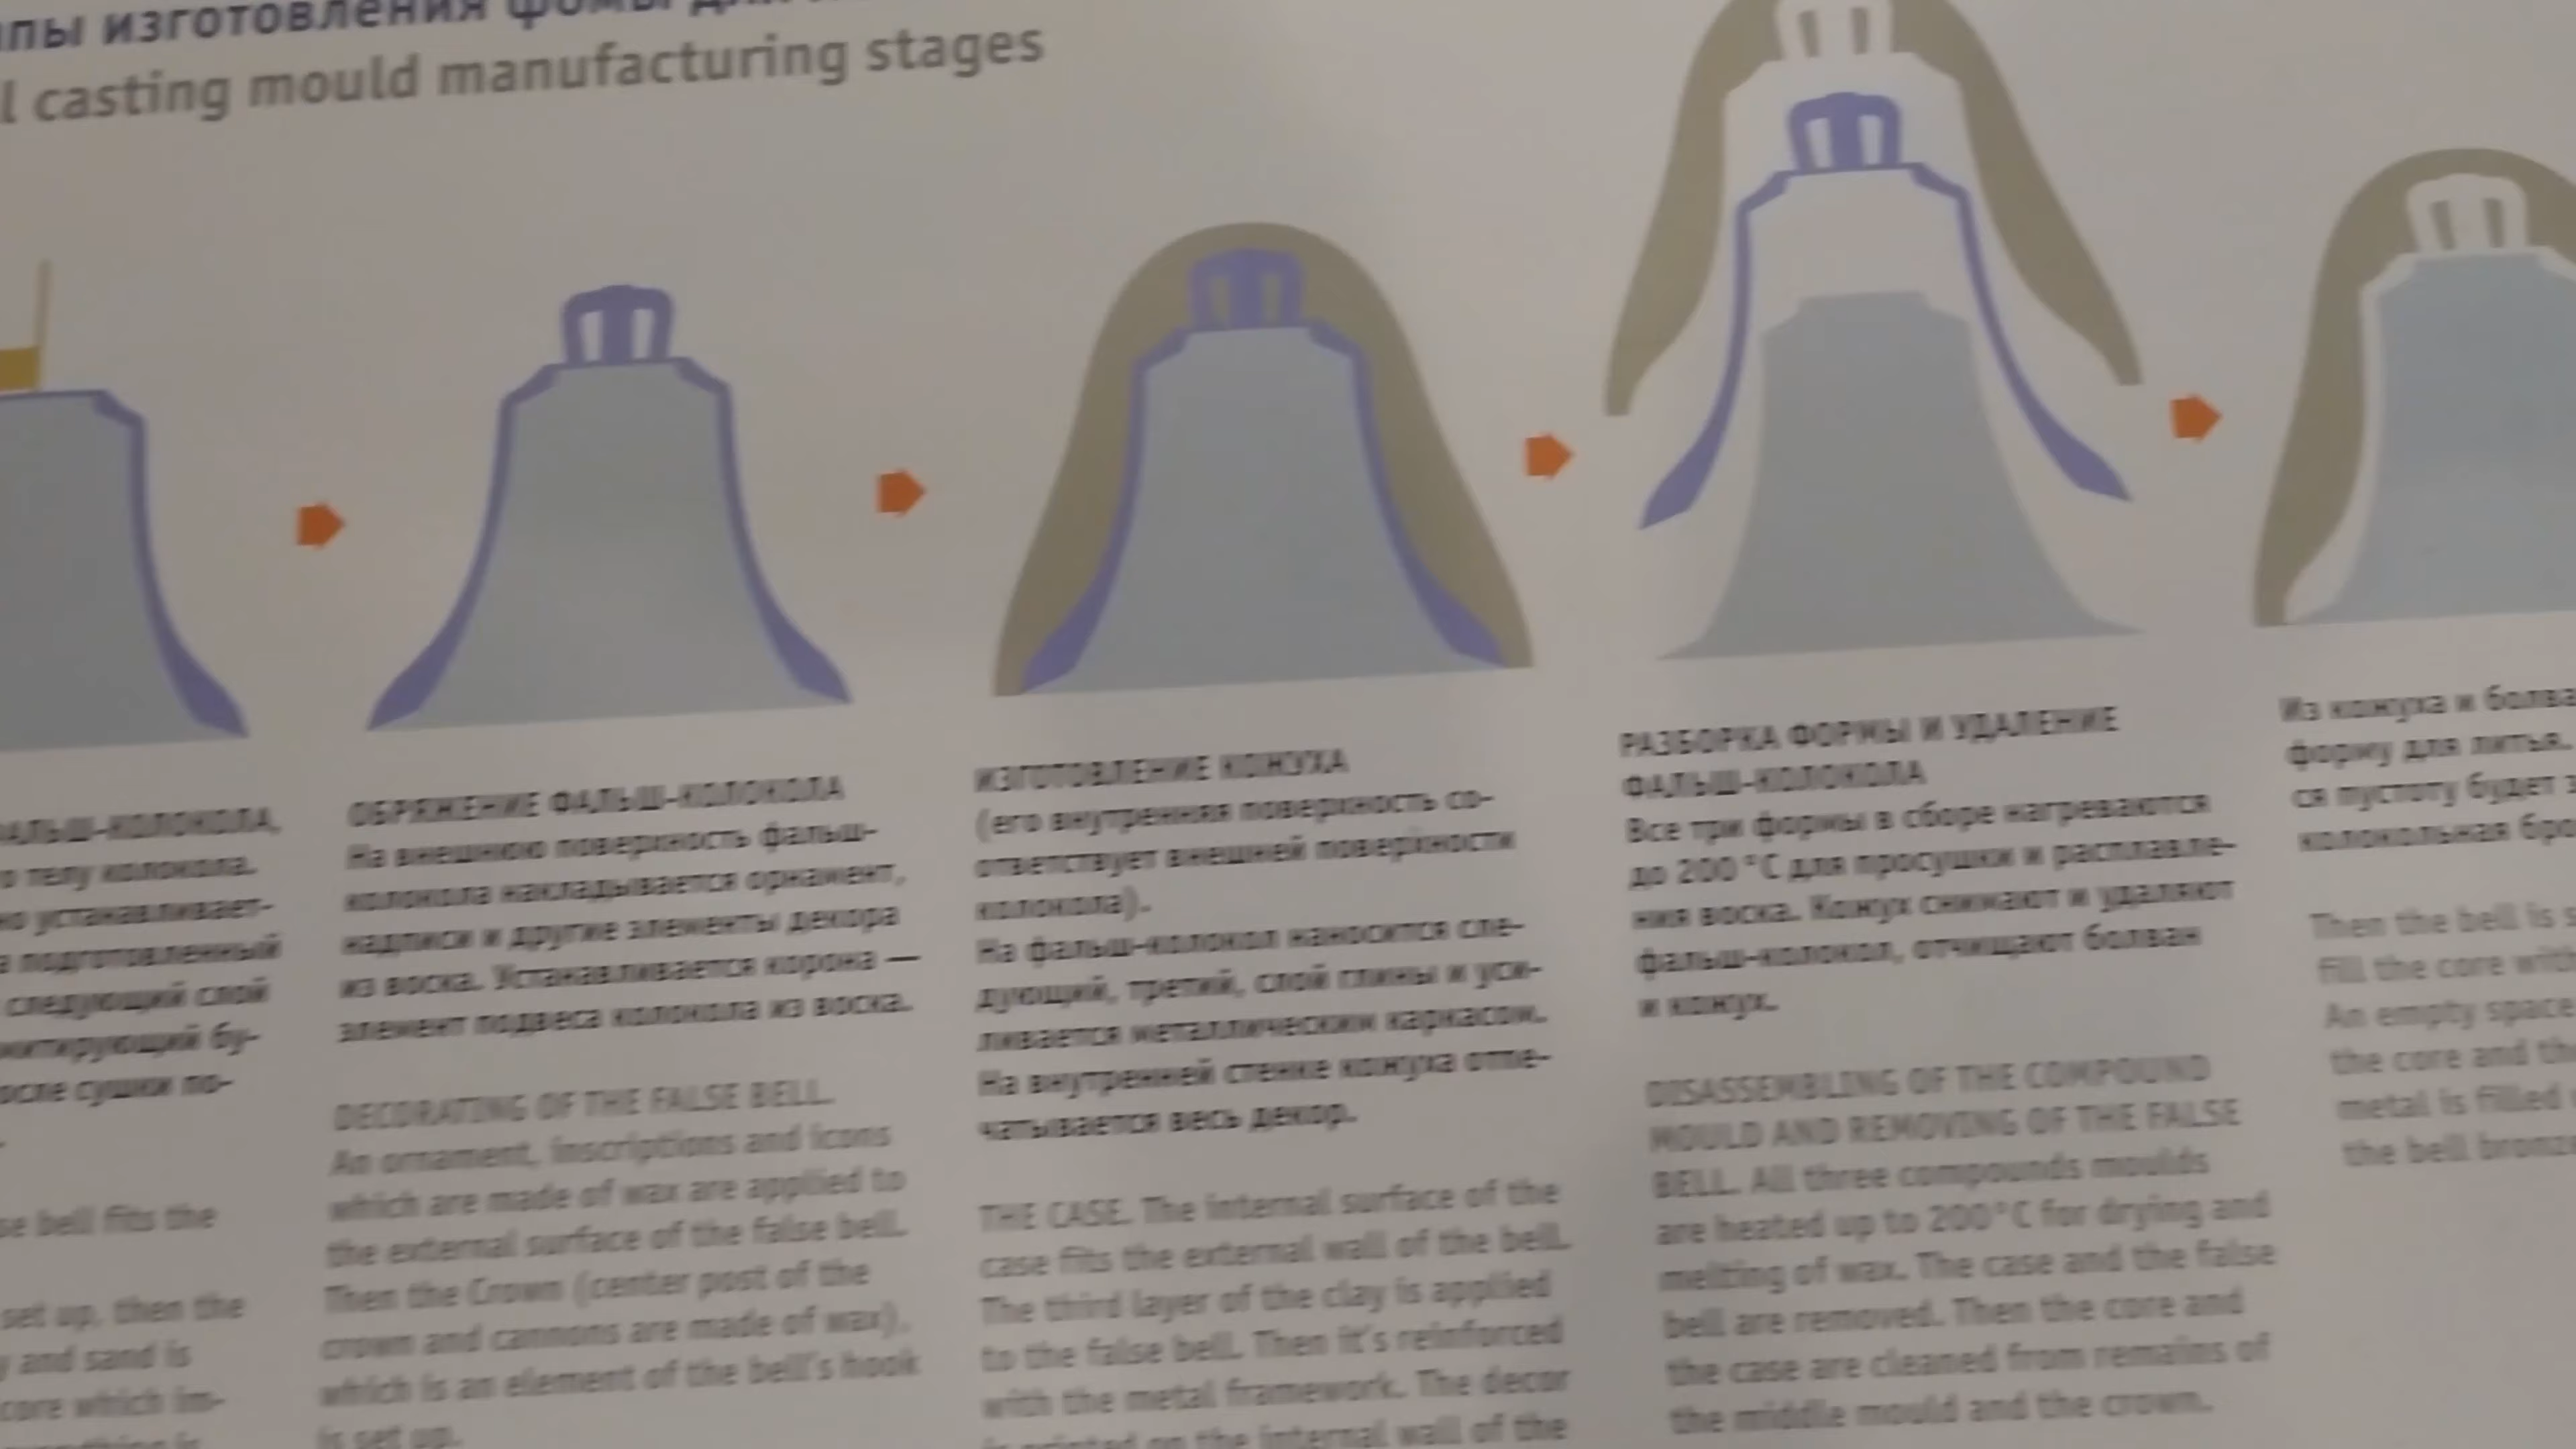 изготовления фомы для
l casting mould manufacturing stages
АЛЬШ-КОЛОКОЛА,
о телу колокола.
но устанавливает-
а подготовленный
следующий слой
митирующий бу-
осле сушки по-
se bell fits the
set up, then the
y and sand is
core which im-
ОБРЯЖЕНИЕ ФАЛЬШ-КОЛОКОЛА
На внешнюю поверхность фальш-
колокола накладывается орнамент,
надписи и другие элементы декора
из воска. Устанавливается корона —
элемент подвеса колокола из воска.
DECORATING OF THE FALSE BELL.
An ornament, inscriptions and icons
which are made of wax are applied to
the external surface of the false bell.
Then the Crown (center post of the
crown and cannons are made of wax),
which is an element of the bell's hook
is set up.
ИЗГОТОВЛЕНИЕ КОЖУХА
(его внутренняя поверхность со-
ответствует внешней поверхности
колокола).
На фальш-колокол наносится сле-
дующий, третий, слой глины и уси-
ливается металлическим каркасом.
На внутренней стенке кожуха отпе-
чатывается весь декор.
THE CASE. The internal surface of the
case fits the external wall of the bell.
The third layer of the clay is applied
to the false bell. Then it's reinforced
with the metal framework. The decor
is printed on the internal wall of the
РАЗБОРКА ФОРМЫ И УДАЛЕНИЕ
ФАЛЬШ-КОЛОКОЛА
Все три формы в сборе нагреваются
до 200 °С для просушки и расплавле-
ния воска. Кожух снимают и удаляют
фальш-колокол, отчищают болван
и кожух.
DISASSEMBLING OF THE COMPOUND
MOULD AND REMOVING OF THE FALSE
BELL. All three compounds moulds
are heated up to 200°C for drying and
melting of wax. The case and the false
bell are removed. Then the core and
the case are cleaned from remains of
the middle mould and the crown.
Из кожуха и болва
форму для литья.
ся пустоту будет з
колокольная бро
Then the bell is
fill the core with
An empty space
the core and th
metal is filled
the bell bronz